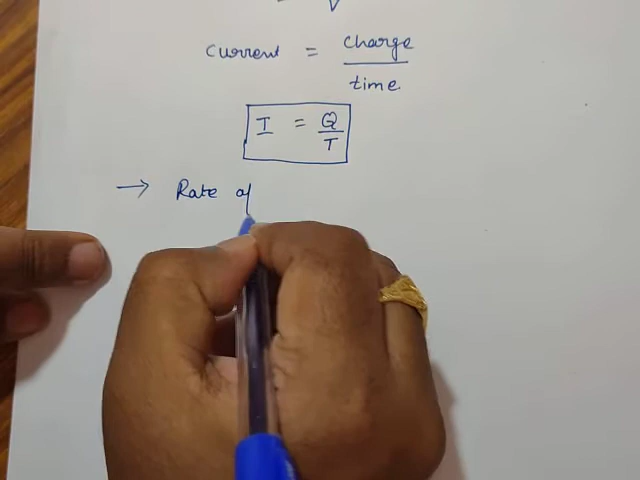 =
Current = Charge
time
I = Q
T
→ Rate of